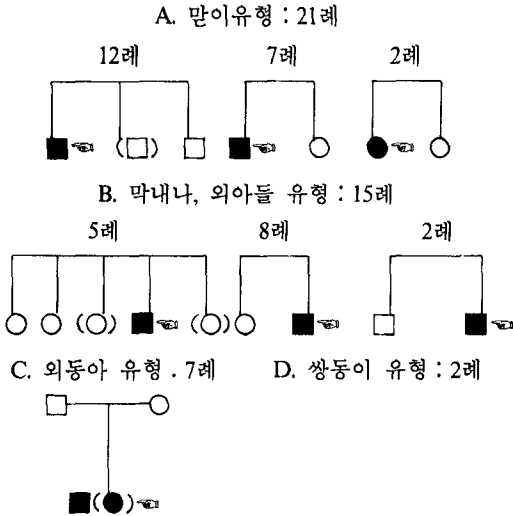 A. 맏이유형 : 21례
12례 7례 2례
B. 막내나, 외아들 유형 : 15례
5례 8례 2례
C. 외동아 유형 . 7례 D. 쌍동이 유형 : 2례